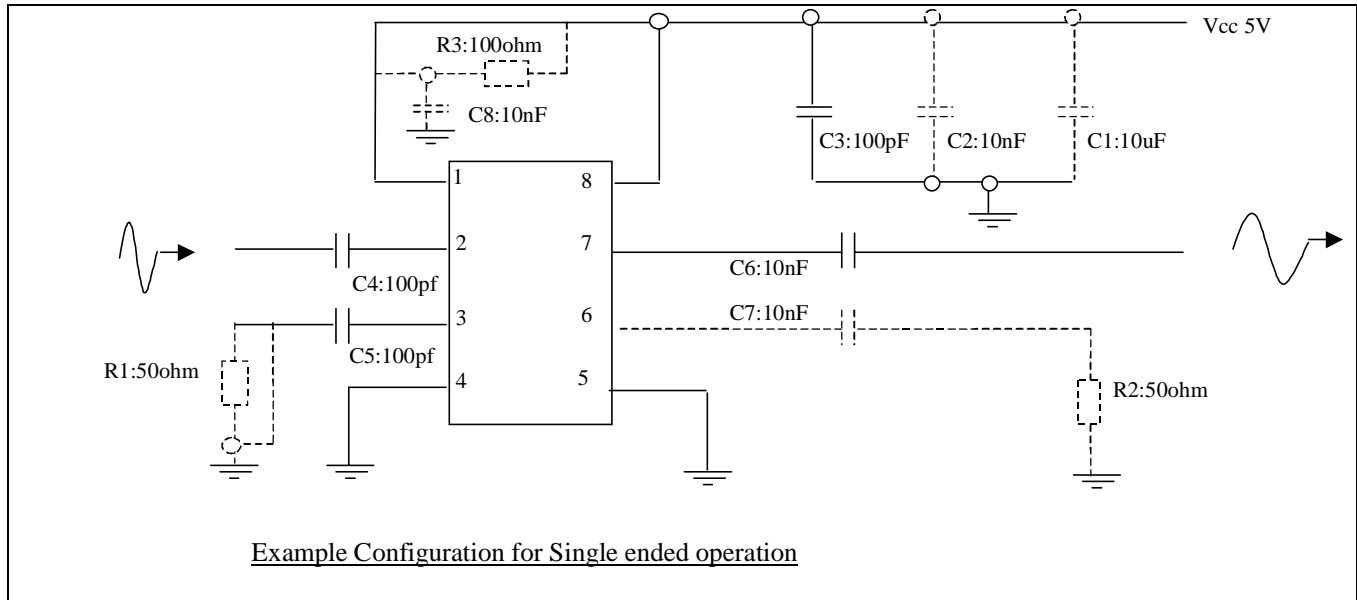 Vcc 5V
R3:100ohm
C8:10nF
C3:100pF
C2:10nF
C1:10uF
1
8
2
7
C4:100pf
C6:10nF
3
6
C7:10nF
C5:100pf
R1:50ohm
4
5
R2:50ohm
Example Configuration for Single ended operation